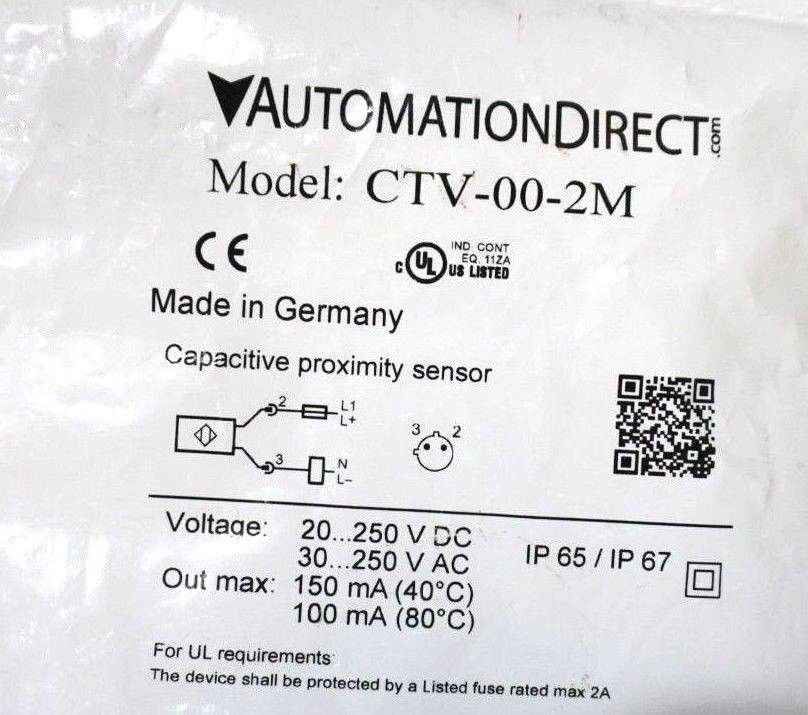 AUTOMATIONDIRECT.com
Model: CTV-00-2M
CE
C UL US LISTED
IND CONT
EQ. 11ZA
Made in Germany
Capacitive proximity sensor
2
L1
L+
3
N
L-
3 2
Voltage: 20...250 V DC
30...250 V AC
IP 65 / IP 67
Out max: 150 mA (40°C)
100 mA (80°C)
For UL requirements:
The device shall be protected by a Listed fuse rated max 2A